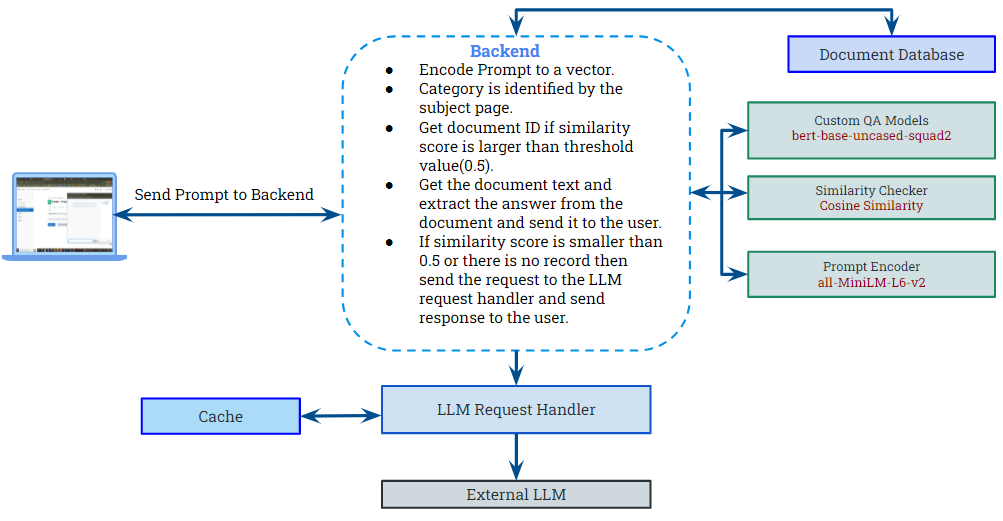 Backend
● Encode Prompt to a vector.
● Category is identified by the
subject page.
● Get document ID if similarity
score is larger than threshold
value(0.5).
● Get the document text and
extract the answer from the
document and send it to the user.
● If similarity score is smaller than
0.5 or there is no record then
send the request to the LLM
request handler and send
response to the user.
Document Database
Custom QA Models
bert-base-uncased-squad2
Similarity Checker
Cosine Similarity
Prompt Encoder
all-MiniLM-L6-v2
Send Prompt to Backend
LLM Request Handler
Cache
External LLM